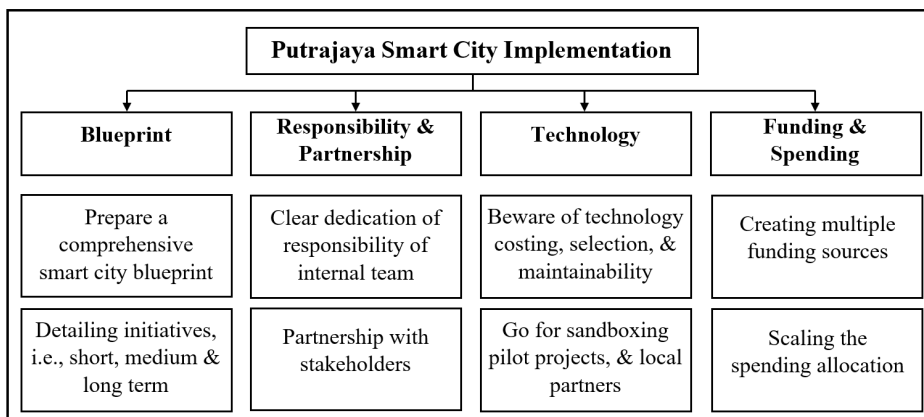 Putrajaya Smart City Implementation
Blueprint
Responsibility &
Partnership
Technology
Funding &
Spending
Prepare a
comprehensive
smart city blueprint
Clear dedication of
responsibility of
internal team
Beware of technology
costing, selection, &
maintainability
Creating multiple
funding sources
Detailing initiatives,
i.e., short, medium &
long term
Partnership with
stakeholders
Go for sandboxing
pilot projects, & local
partners
Scaling the
spending allocation